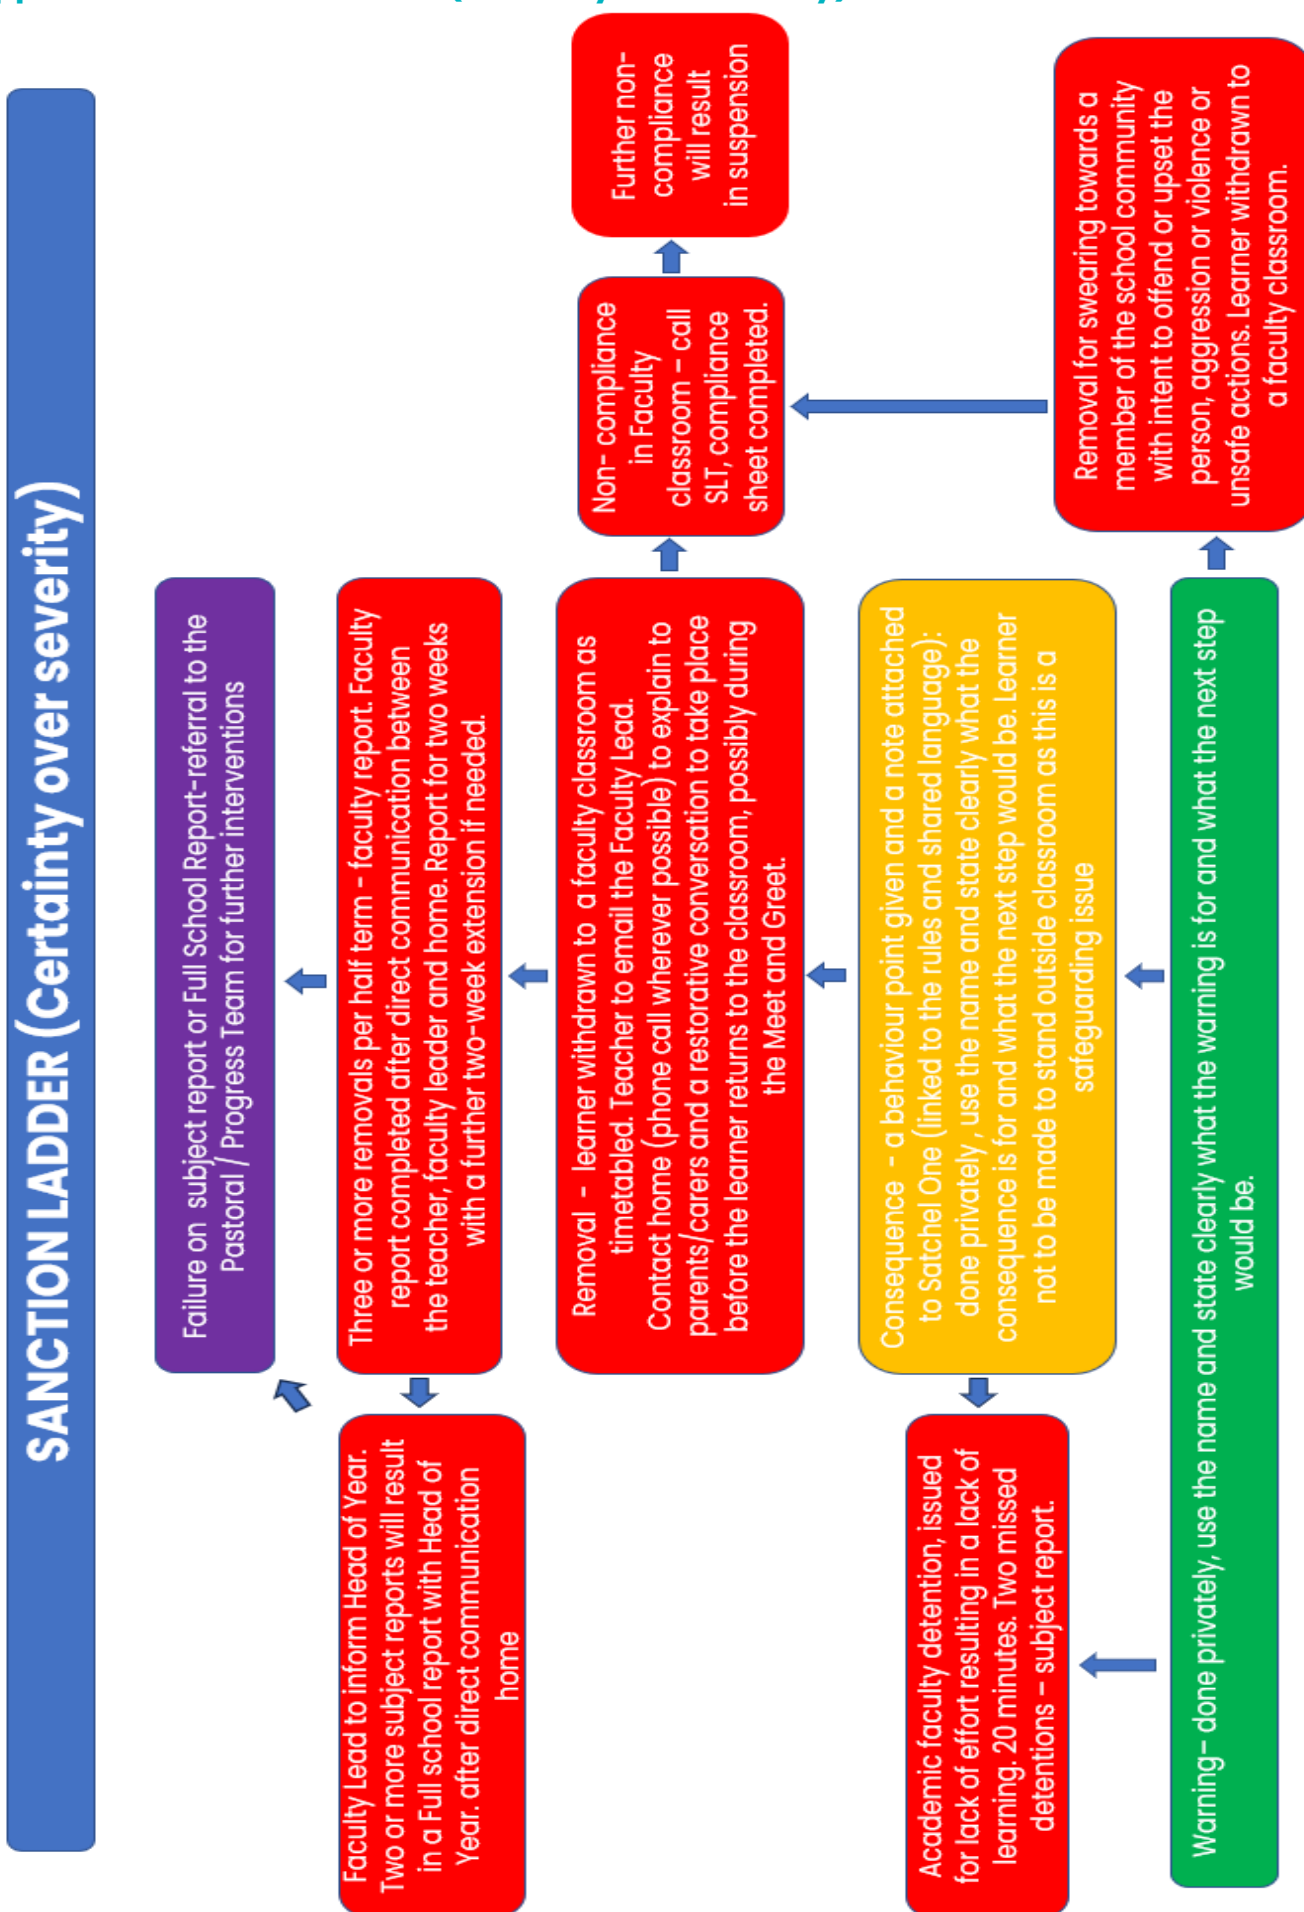 SANCTION LADDER (Certainty over severity)
Failure on subject report or Full School Report-referral to the
Pastoral / Progress Team for further interventions
Faculty Lead to inform Head of Year.
Two or more subject reports will result
in a Full school report with Head of
Year. after direct communication
home
Three or more removals per half term – faculty report. Faculty
report completed after direct communication between
the teacher, faculty leader and home. Report for two weeks
with a further two-week extension if needed.
Removal – learner withdrawn to a faculty classroom as
timetabled. Teacher to email the Faculty Lead.
Contact home (phone call wherever possible) to explain to
parents/carers and a restorative conversation to take place
before the learner returns to the classroom, possibly during
the Meet and Greet.
Non- compliance
in Faculty
classroom – call
SLT, compliance
sheet completed.
Further non-
compliance
will result
in suspension
Academic faculty detention, issued
for lack of effort resulting in a lack of
learning. 20 minutes. Two missed
detentions – subject report.
Consequence - a behaviour point given and a note attached
to Satchel One (linked to the rules and shared language):
done privately, use the name and state clearly what the
consequence is for and what the next step would be. Learner
not to be made to stand outside classroom as this is a
safeguarding issue
Removal for swearing towards a
member of the school community
with intent to offend or upset the
person, aggression or violence or
unsafe actions. Learner withdrawn to
a faculty classroom.
Warning– done privately, use the name and state clearly what the warning is for and what the next step
would be.